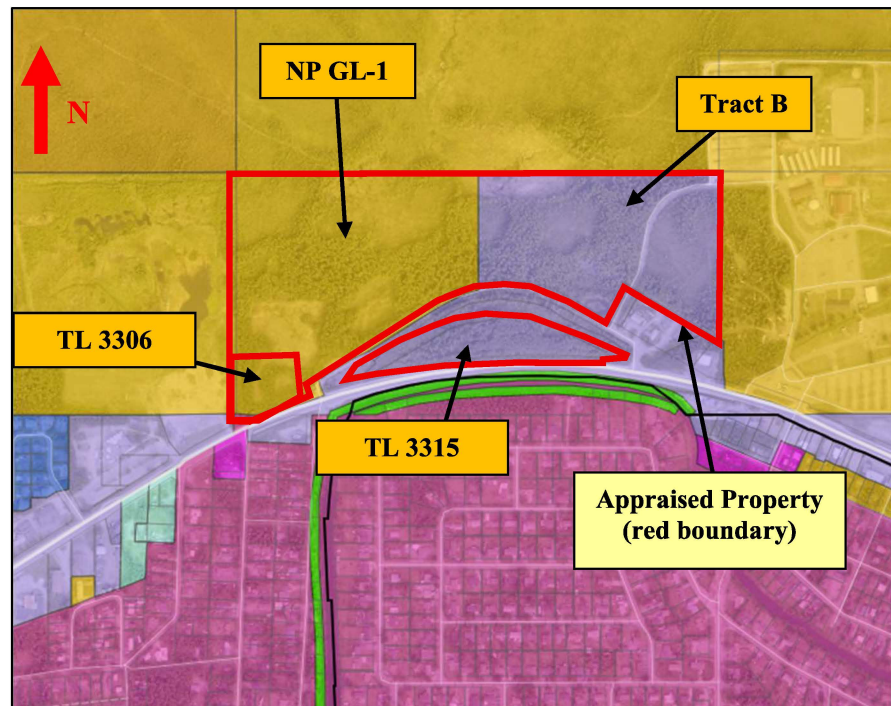 NP GL-1
Tract B
N
TL 3306
TL 3315
Appraised Property
(red boundary)